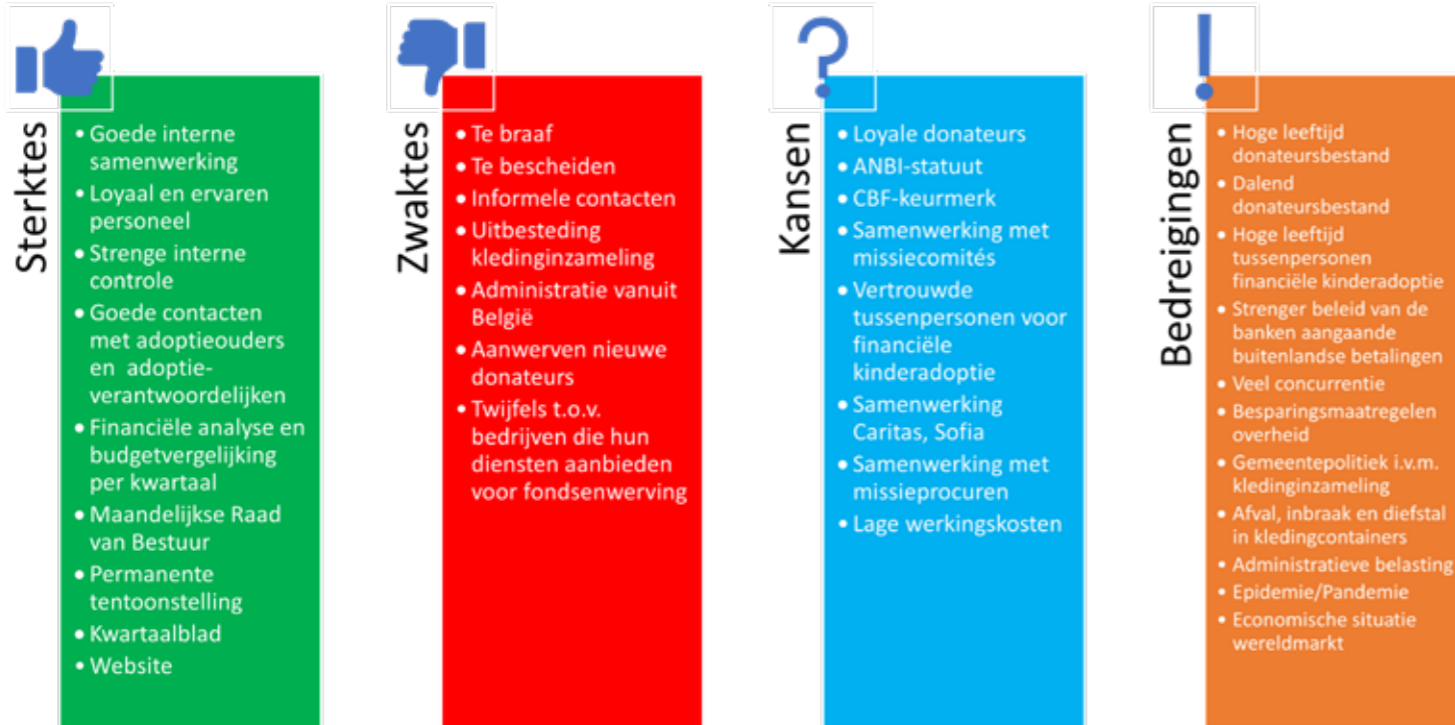 Sterktes
• Goede interne
samenwerking
• Loyaal en ervaren
personeel
• Strenge interne
controle
• Goede contacten
met adoptieouders
en adoptie-
verantwoordelijken
• Financiële analyse en
budgetvergelijking
per kwartaal
• Maandelijkse Raad
van Bestuur
• Permanente
tentoonstelling
• Kwartaalblad
• Website
Zwaktes
• Te braaf
• Te bescheiden
• Informele contacten
• Uitbesteding
kledinginzameling
• Administratie vanuit
België
• Aanwerven nieuwe
donateurs
• Twijfels t.o.v.
bedrijven die hun
diensten aanbieden
voor fondsenwerving
?
Kansen
• Loyale donateurs
• ANBI-statuut
• CBF-keurmerk
• Samenwerking met
missiecomités
• Vertrouwde
tussenpersonen voor
financiële
kinderadoptie
• Samenwerking
Caritas, Sofia
• Samenwerking met
missieprocuren
• Lage werkingskosten
!
Bedreigingen
• Hoge leeftijd
donateursbestand
• Dalend
donateursbestand
• Hoge leeftijd
tussenpersonen
financiële kinderadoptie
• Strenger beleid van de
banken aangaande
buitenlandse betalingen
• Veel concurrentie
• Besparingsmaatregelen
overheid
• Gemeentepolitiek i.v.m.
kledinginzameling
• Afval, inbraak en diefstal
in kledingcontainers
• Administratieve belasting
• Epidemie/Pandemie
• Economische situatie
wereldmarkt